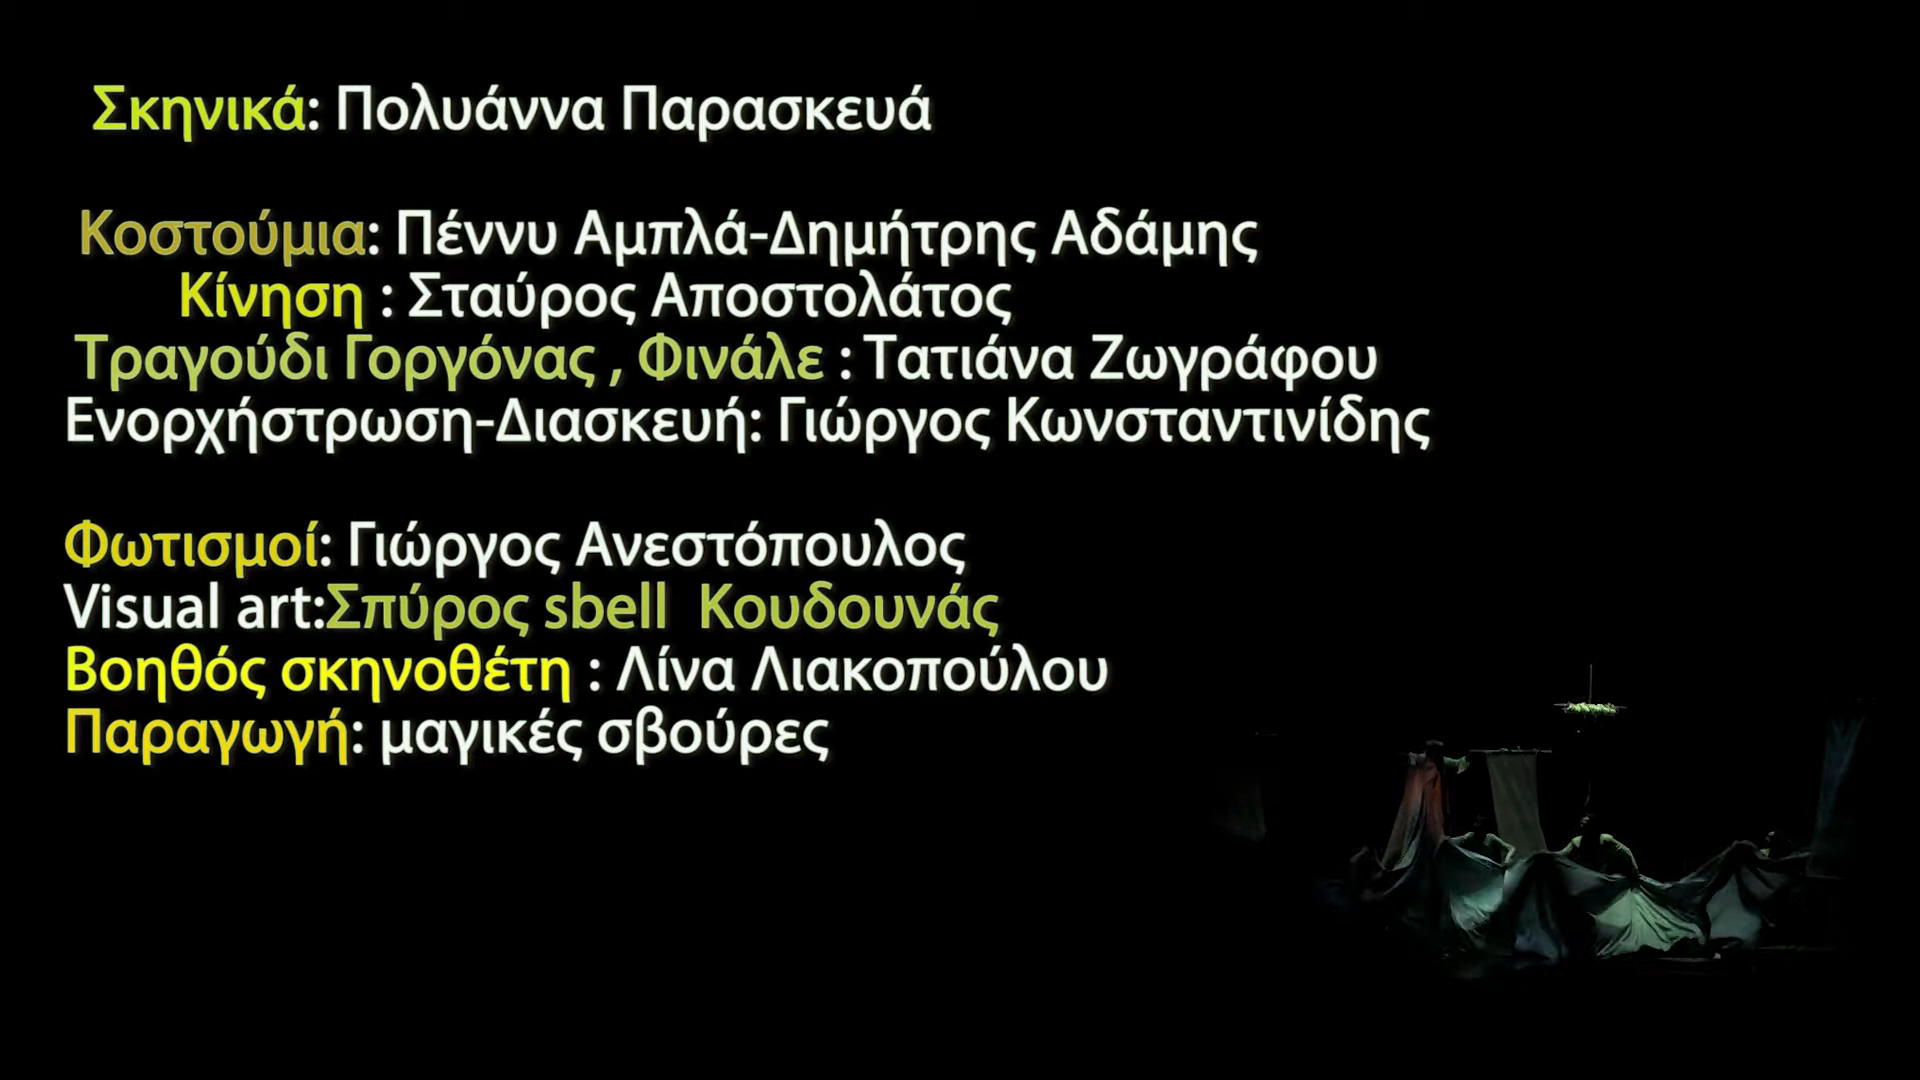 Σκηνικά: Πολυάννα Παρασκευά
Κοστούμια: Πέννυ Αμπλά-Δημήτρης Αδάμης
Κίνηση : Σταύρος Αποστολάτος
Τραγούδι Γοργόνας , Φινάλε : Τατιάνα Ζωγράφου
Ενορχήστρωση-Διασκευή: Γιώργος Κωνσταντινίδης
Φωτισμοί: Γιώργος Ανεστόπουλος
Visual art:Σπύρος sbell  Κουδουνάς
Βοηθός σκηνοθέτη : Λίνα Λιακοπούλου
Παραγωγή: μαγικές σβούρες